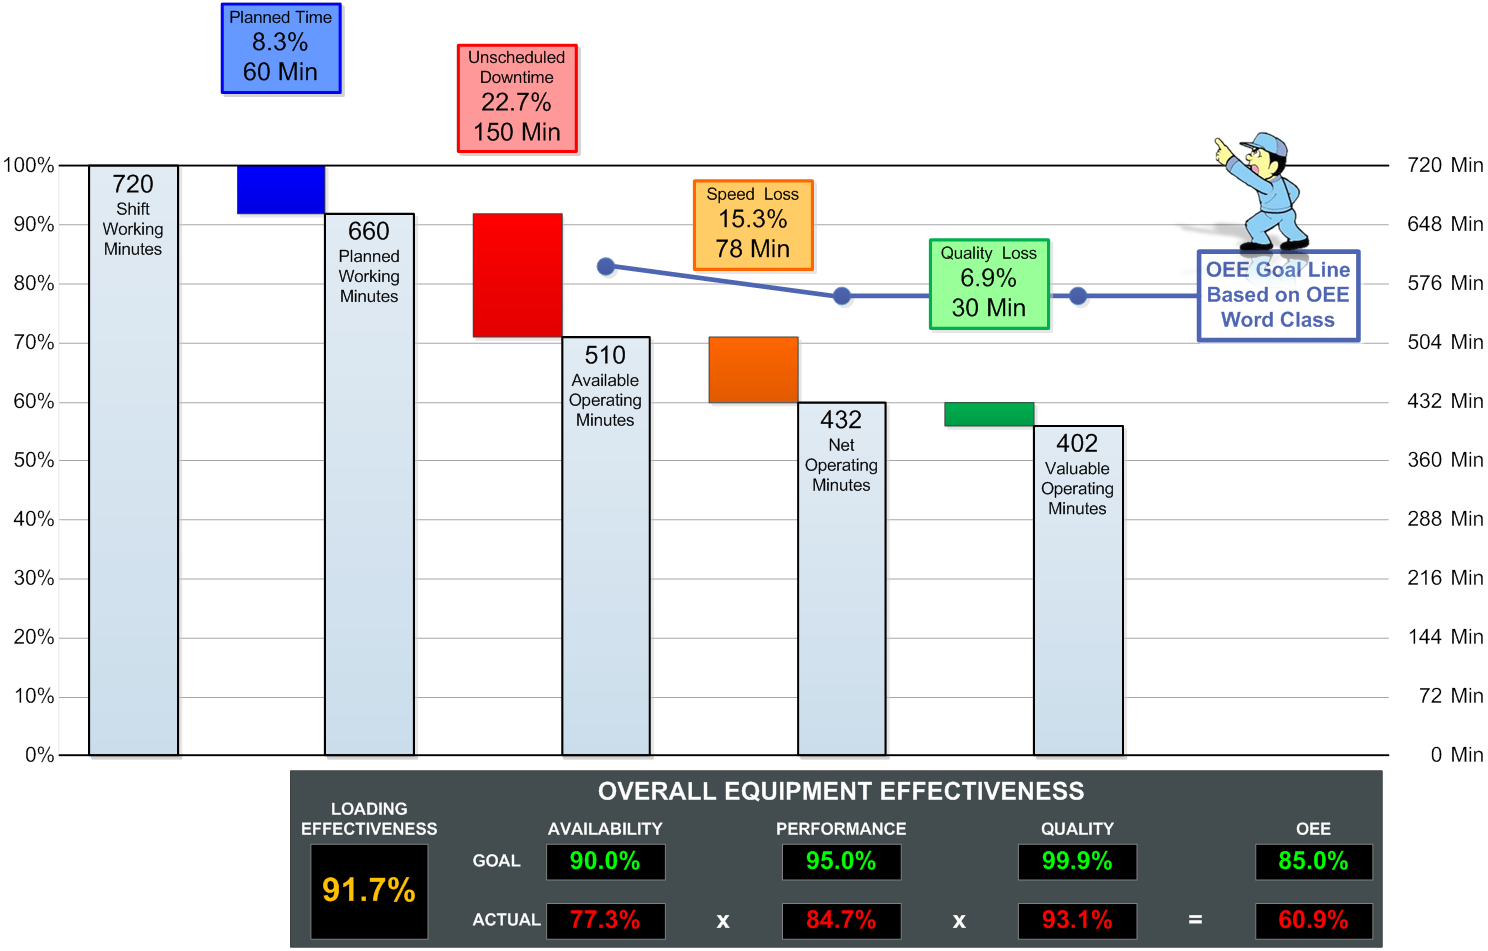 Planned Time
8.3%
60 Min
Unscheduled
Downtime
22.7%
150 Min
Speed Loss
15.3%
78 Min
Quality Loss
6.9%
30 Min
OEE Goal Line
Based on OEE
Word Class
100%
90%
80%
70%
60%
50%
40%
30%
20%
10%
0%
720
Shift
Working
Minutes
660
Planned
Working
Minutes
510
Available
Operating
Minutes
432
Net
Operating
Minutes
402
Valuable
Operating
Minutes
720 Min
648 Min
576 Min
504 Min
432 Min
360 Min
288 Min
216 Min
144 Min
72 Min
0 Min
OVERALL EQUIPMENT EFFECTIVENESS
LOADING
EFFECTIVENESS
91.7%
AVAILABILITY PERFORMANCE QUALITY OEE
GOAL 90.0% 95.0% 99.9% 85.0%
ACTUAL 77.3% x 84.7% x 93.1% = 60.9%